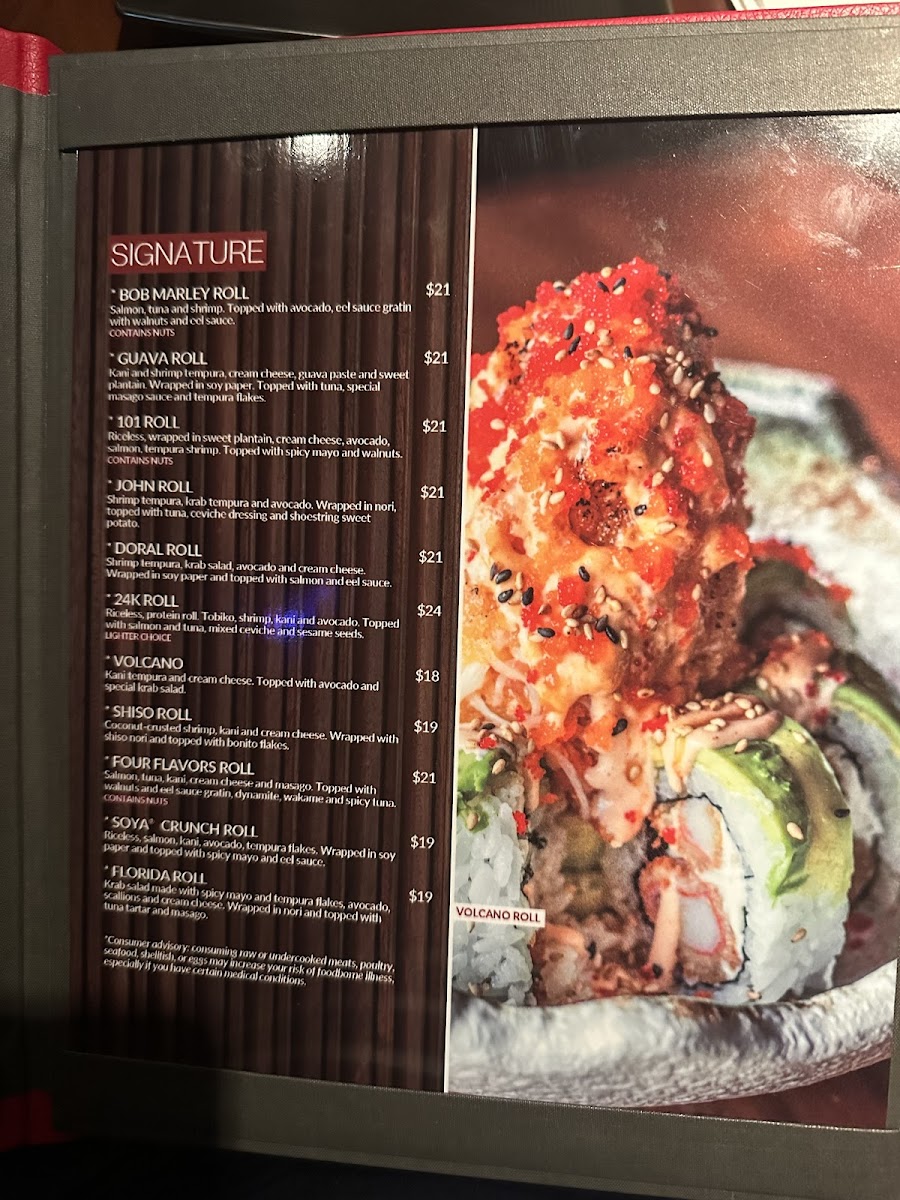 SIGNATURE
* BOB MARLEY ROLL $21
Salmon, tuna and shrimp. Topped with avocado, eel sauce gratin
with walnuts and eel sauce.
CONTAINS NUTS
* GUAVA ROLL $21
Kani and shrimp tempura, cream cheese, guava paste and sweet
plantain. Wrapped in soy paper. Topped with tuna, special
masago sauce and tempura flakes.
* 101 ROLL $21
Riceless, wrapped in sweet plantain, cream cheese, avocado,
salmon, tempura shrimp. Topped with spicy mayo and walnuts.
CONTAINS NUTS
* JOHN ROLL $21
Shrimp tempura, krab tempura and avocado. Wrapped in nori,
topped with tuna, ceviche dressing and shoestring sweet
potato.
* DORAL ROLL $21
Shrimp tempura, krab salad, avocado and cream cheese.
Wrapped in soy paper and topped with salmon and eel sauce.
* 24K ROLL $24
Riceless, protein roll. Tobiko, shrimp, kani and avocado. Topped
with salmon and tuna, mixed ceviche and sesame seeds.
LIGHTER CHOICE
* VOLCANO $18
Kani tempura and cream cheese. Topped with avocado and
special krab salad.
* SHISO ROLL $19
Coconut-crusted shrimp, kani and cream cheese. Wrapped with
shiso nori and topped with bonito flakes.
* FOUR FLAVORS ROLL $21
Salmon, tuna, kani, cream cheese and masago. Topped with
walnuts and eel sauce gratin, dynamite, wakame and spicy tuna.
CONTAINS NUTS
* SOYA® CRUNCH ROLL $19
Riceless, salmon, kani, avocado, tempura flakes. Wrapped in soy
paper and topped with spicy mayo and eel sauce.
* FLORIDA ROLL $19
Krab salad made with spicy mayo and tempura flakes, avocado,
scallions and cream cheese. Wrapped in nori and topped with
tuna tartar and masago.
*Consumer advisory: consuming raw or undercooked meats, poultry,
seafood, shellfish, or eggs may increase your risk of foodborne illness,
especially if you have certain medical conditions.
VOLCANO ROLL